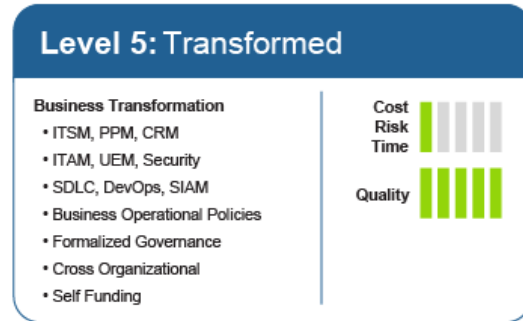 Level 5: Transformed
Business Transformation
• ITSM, PPM, CRM
• ITAM, UEM, Security
• SDLC, DevOps, SIAM
• Business Operational Policies
• Formalized Governance
• Cross Organizational
• Self Funding
Cost
Risk
Time
Quality